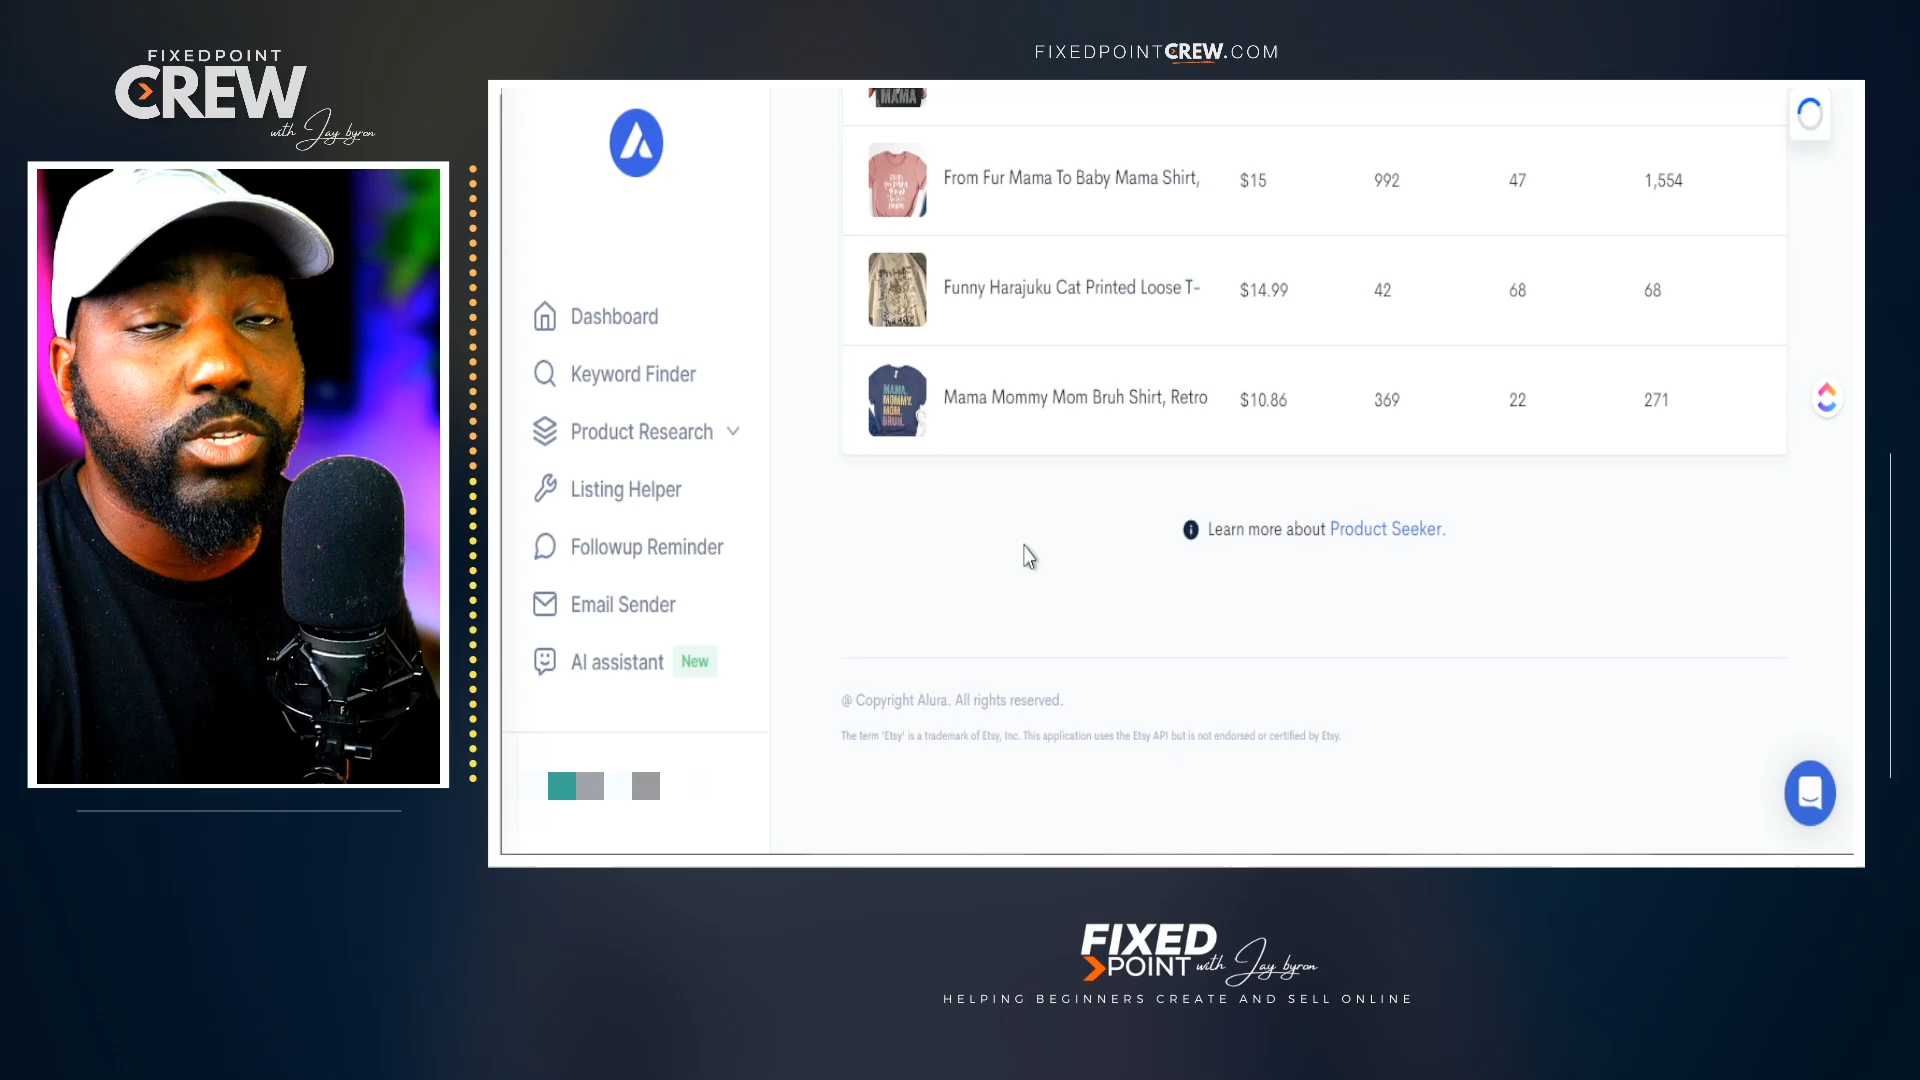 FIXEDPOINT
CREW
with Jay byron
FIXEDPOINTCREW.COM
MAMA
From Fur Mama To Baby Mama Shirt,
$15
992
47
1,554
Funny Harajuku Cat Printed Loose T-
$14.99
42
68
68
MAMA.
MOMMY.
MOM.
BRUH.
Mama Mommy Mom Bruh Shirt, Retro
$10.86
369
22
271
Dashboard
Keyword Finder
Product Research
Listing Helper
Followup Reminder
Email Sender
AI assistant New
Learn more about Product Seeker.
@ Copyright Alura. All rights reserved.
The term 'Etsy' is a trademark of Etsy, Inc. This application uses the Etsy API but is not endorsed or certified by Etsy.
FIXED
POINT with Jay byron
HELPING BEGINNERS CREATE AND SELL ONLINE